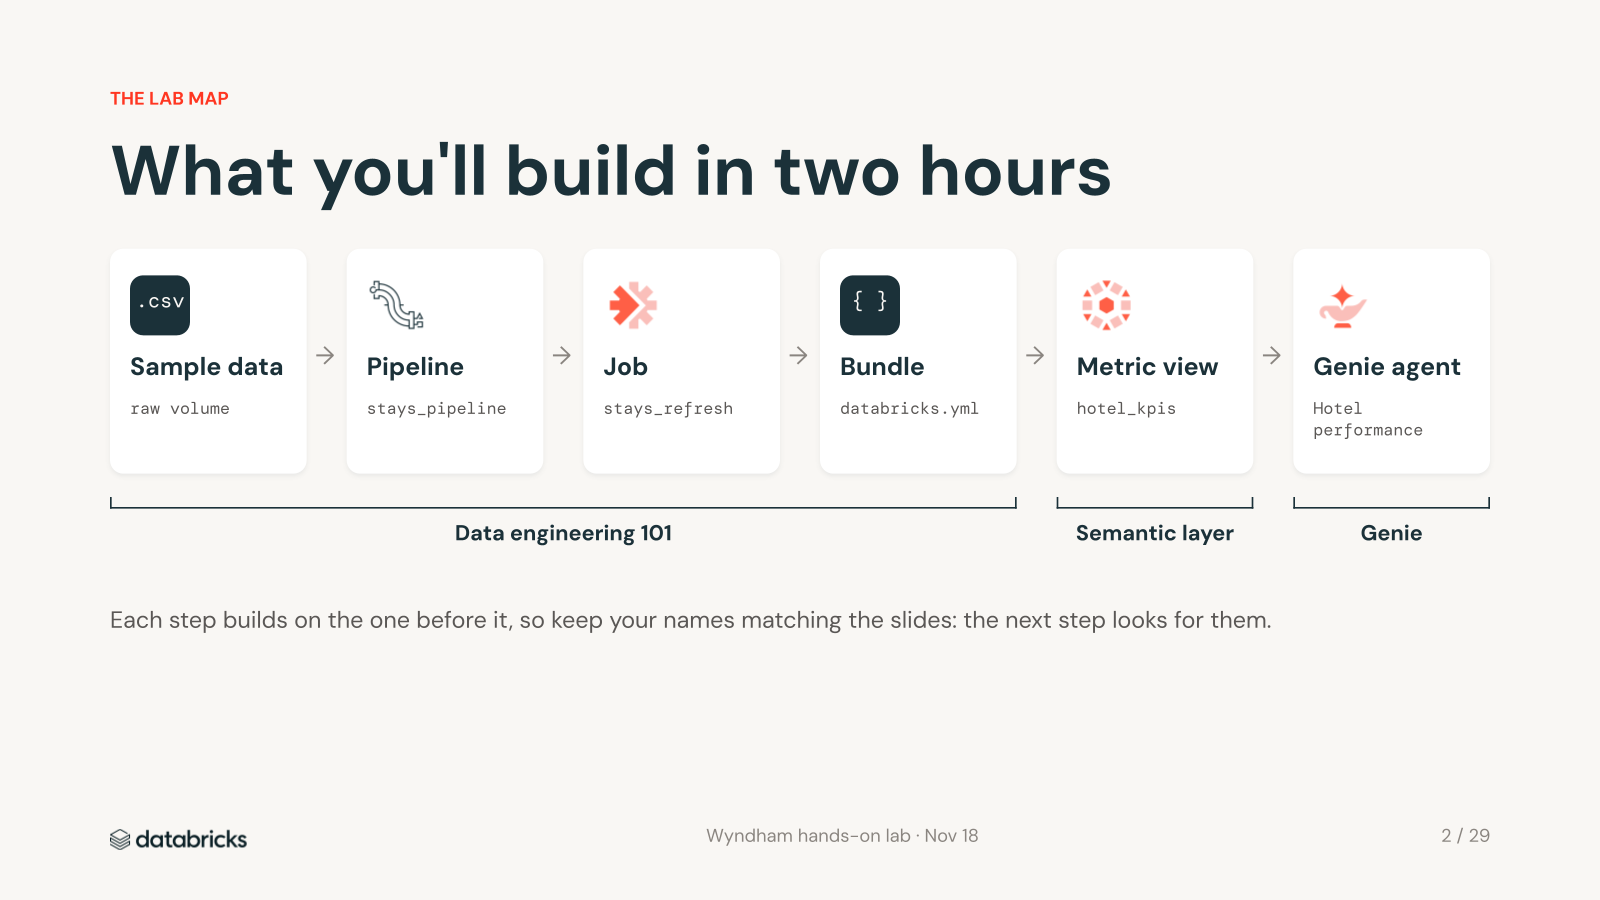 THE LAB MAP
What you'll build in two hours
.csv
Sample data
raw volume
Pipeline
stays_pipeline
Job
stays_refresh
{ }
Bundle
databricks.yml
Metric view
hotel_kpis
Genie agent
Hotel
performance
Data engineering 101
Semantic layer
Genie
Each step builds on the one before it, so keep your names matching the slides: the next step looks for them.
databricks
Wyndham hands-on lab · Nov 18
2 / 29